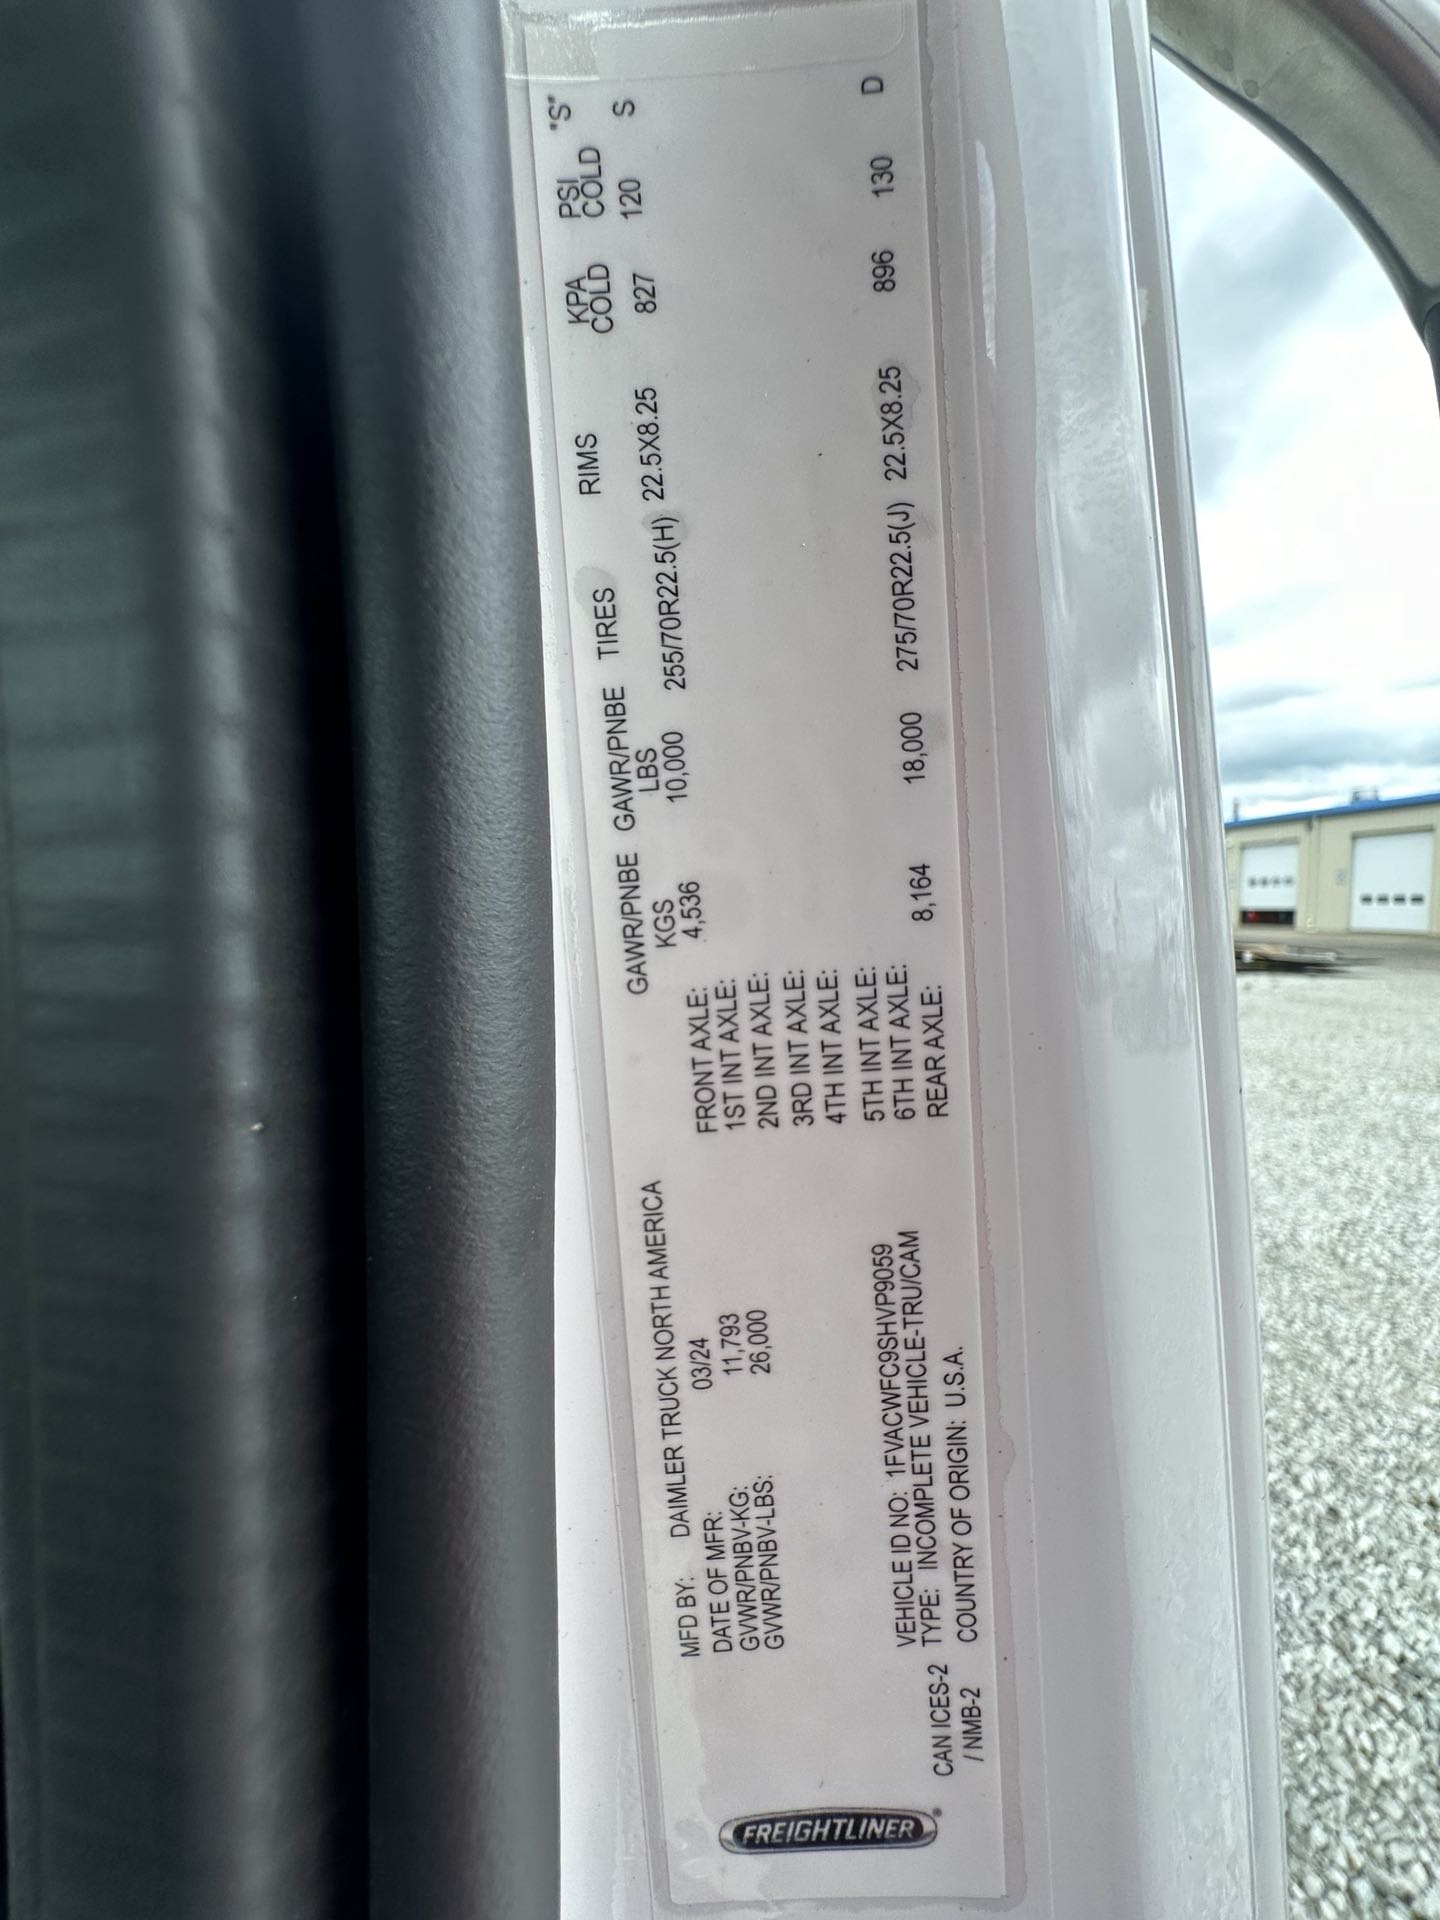 FREIGHTLINER®
CAN ICES-2
/ NMB-2
MFD BY: DAIMLER TRUCK NORTH AMERICA
DATE OF MFR: 03/24
GVWR/PNBV-KG: 11,793
GVWR/PNBV-LBS: 26,000
VEHICLE ID NO: 1FVACWFC9SHVP9059
TYPE: INCOMPLETE VEHICLE-TRU/CAM
COUNTRY OF ORIGIN: U.S.A.
GAWR/PNBE GAWR/PNBE TIRES RIMS KPA PSI "S"
KGS LBS COLD COLD
FRONT AXLE: 4,536 10,000 255/70R22.5(H) 22.5X8.25 827 120 S
1ST INT AXLE:
2ND INT AXLE:
3RD INT AXLE:
4TH INT AXLE:
5TH INT AXLE:
6TH INT AXLE:
REAR AXLE: 8,164 18,000 275/70R22.5(J) 22.5X8.25 896 130 D